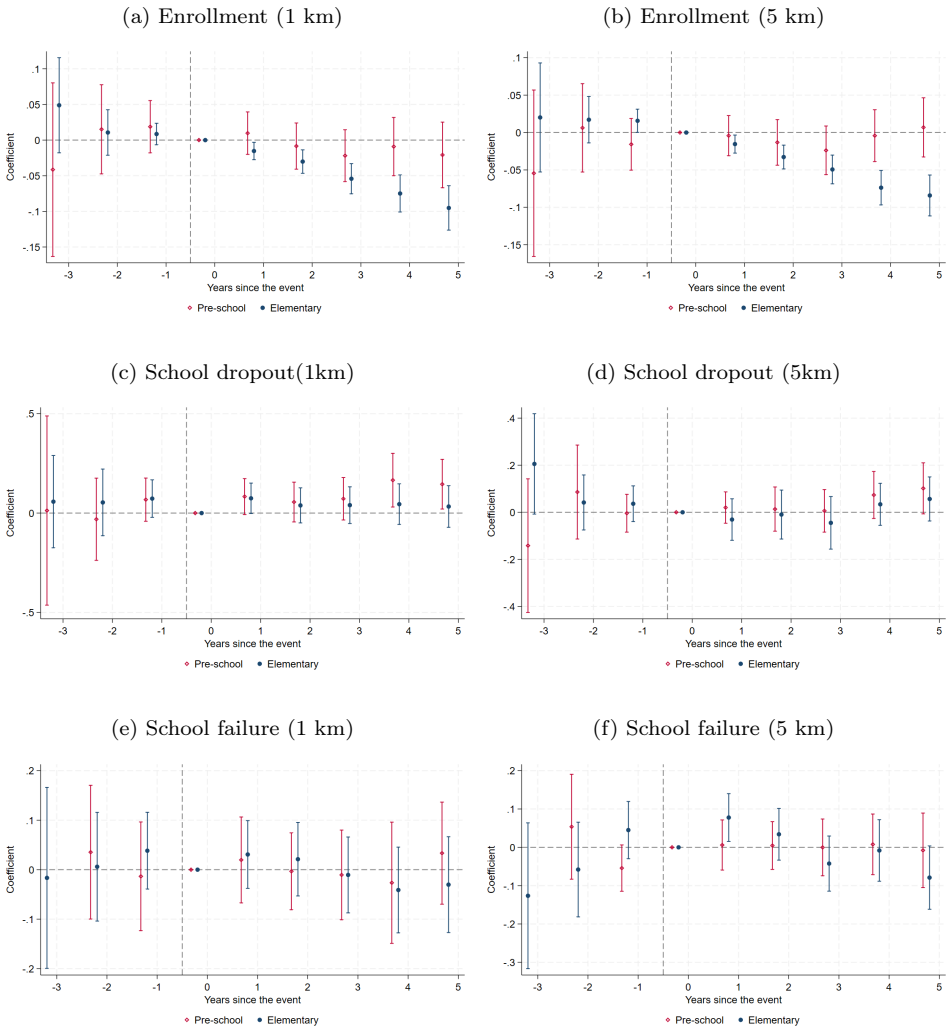 (a) Enrollment (1 km)
.1
.05
0
-.05
-.1
-.15
Coefficient
-3 -2 -1 0 1 2 3 4 5
Years since the event
Pre-school Elementary
(b) Enrollment (5 km)
.1
.05
0
-.05
-.1
-.15
Coefficient
-3 -2 -1 0 1 2 3 4 5
Years since the event
Pre-school Elementary
(c) School dropout(1km)
.5
0
-.5
Coefficient
-3 -2 -1 0 1 2 3 4 5
Years since the event
Pre-school Elementary
(d) School dropout (5km)
.4
.2
0
-.2
-.4
Coefficient
-3 -2 -1 0 1 2 3 4 5
Years since the event
Pre-school Elementary
(e) School failure (1 km)
.2
.1
0
-.1
-.2
Coefficient
-3 -2 -1 0 1 2 3 4 5
Years since the event
Pre-school Elementary
(f) School failure (5 km)
.2
.1
0
-.1
-.2
-.3
Coefficient
-3 -2 -1 0 1 2 3 4 5
Years since the event
Pre-school Elementary